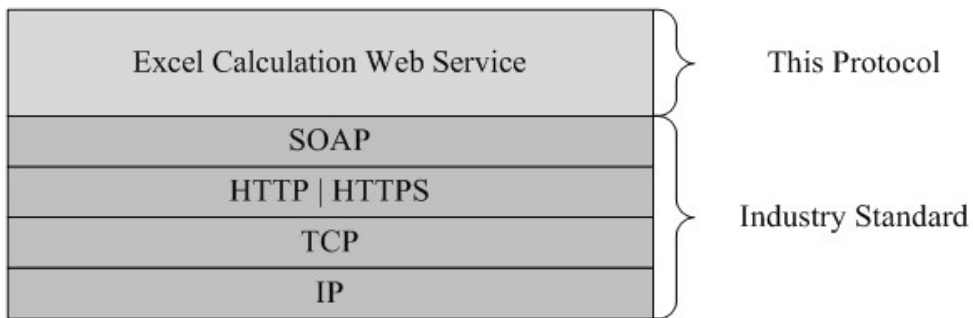 Excel Calculation Web Service
This Protocol
SOAP
HTTP | HTTPS
TCP
IP
Industry Standard